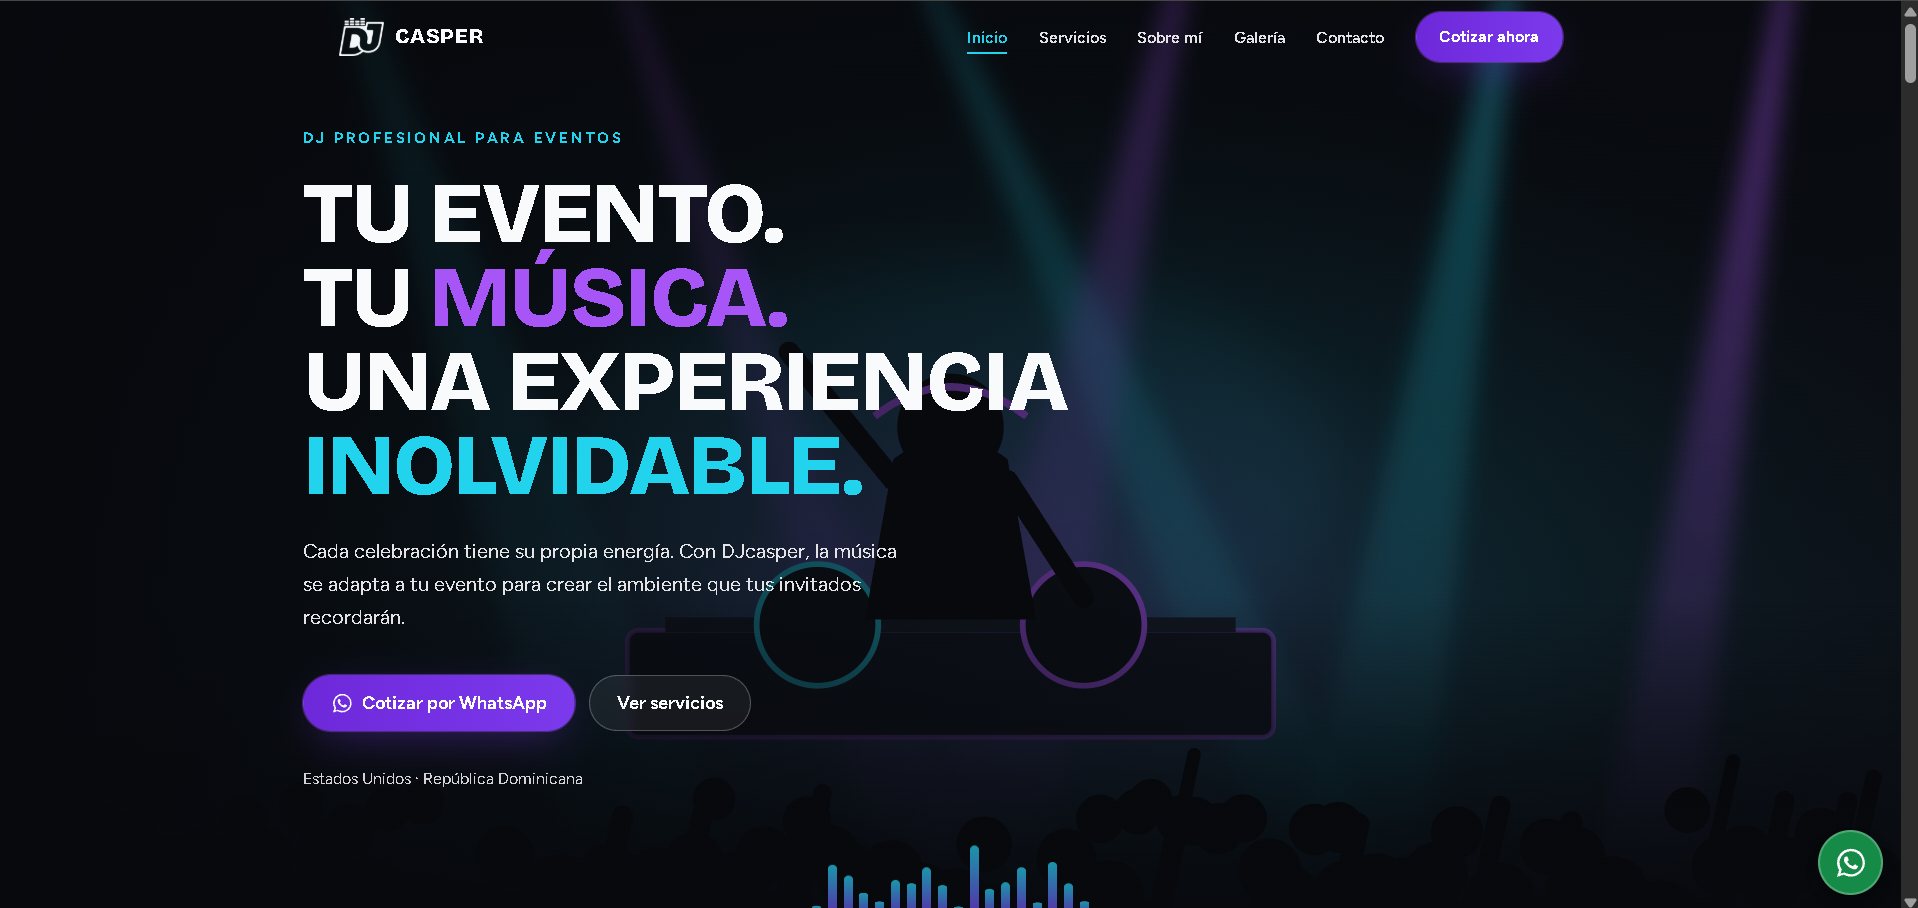 DJ CASPER
Inicio
Servicios
Sobre mí
Galería
Contacto
Cotizar ahora
DJ PROFESIONAL PARA EVENTOS
TU EVENTO.
TU MÚSICA.
UNA EXPERIENCIA
INOLVIDABLE.
Cada celebración tiene su propia energía. Con DJcasper, la música
se adapta a tu evento para crear el ambiente que tus invitados
recordarán.
Cotizar por WhatsApp
Ver servicios
Estados Unidos · República Dominicana